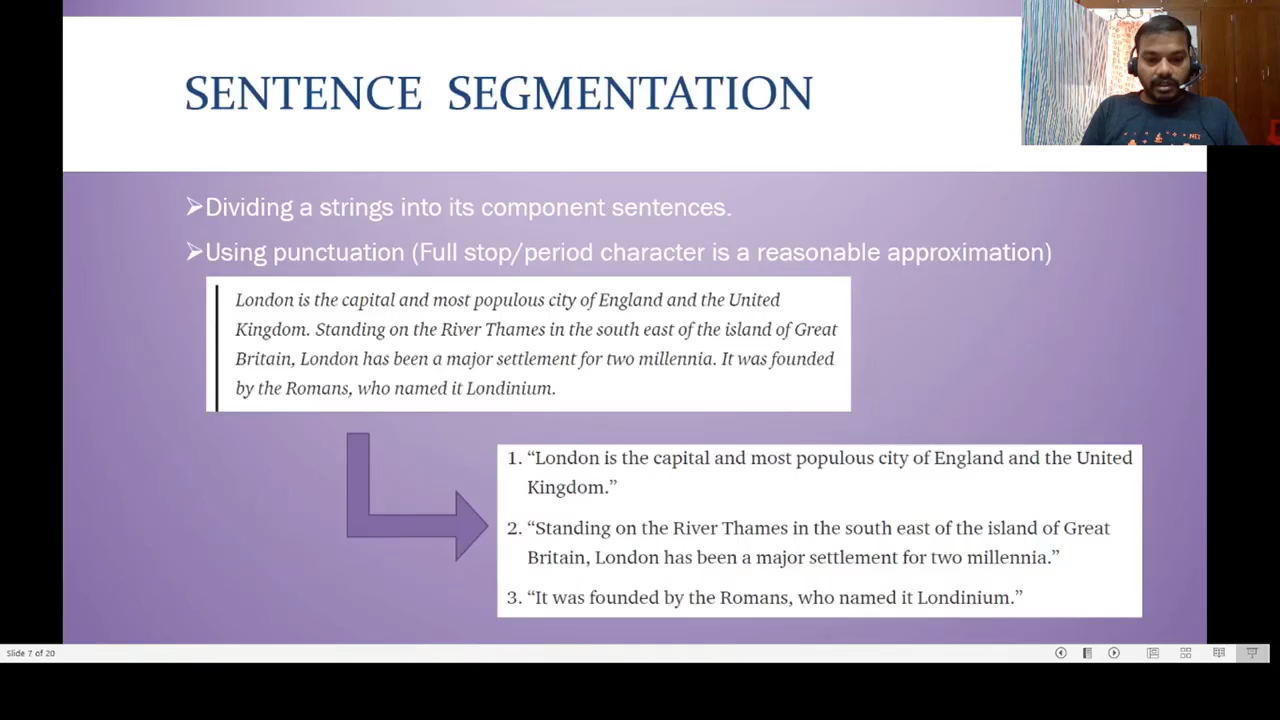 SENTENCE SEGMENTATION
➢Dividing a strings into its component sentences.
➢Using punctuation (Full stop/period character is a reasonable approximation)
London is the capital and most populous city of England and the United
Kingdom. Standing on the River Thames in the south east of the island of Great
Britain, London has been a major settlement for two millennia. It was founded
by the Romans, who named it Londinium.
1. “London is the capital and most populous city of England and the United
Kingdom.”
2. “Standing on the River Thames in the south east of the island of Great
Britain, London has been a major settlement for two millennia.”
3. “It was founded by the Romans, who named it Londinium.”
Slide 7 of 20